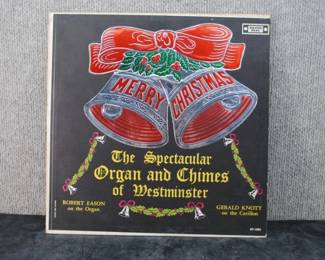 MERRY CHRISTMAS
The Spectacular
Organ and Chimes
of Westminster
ROBERT EASON
on the Organ
GERALD KNOTT
on the Carillon